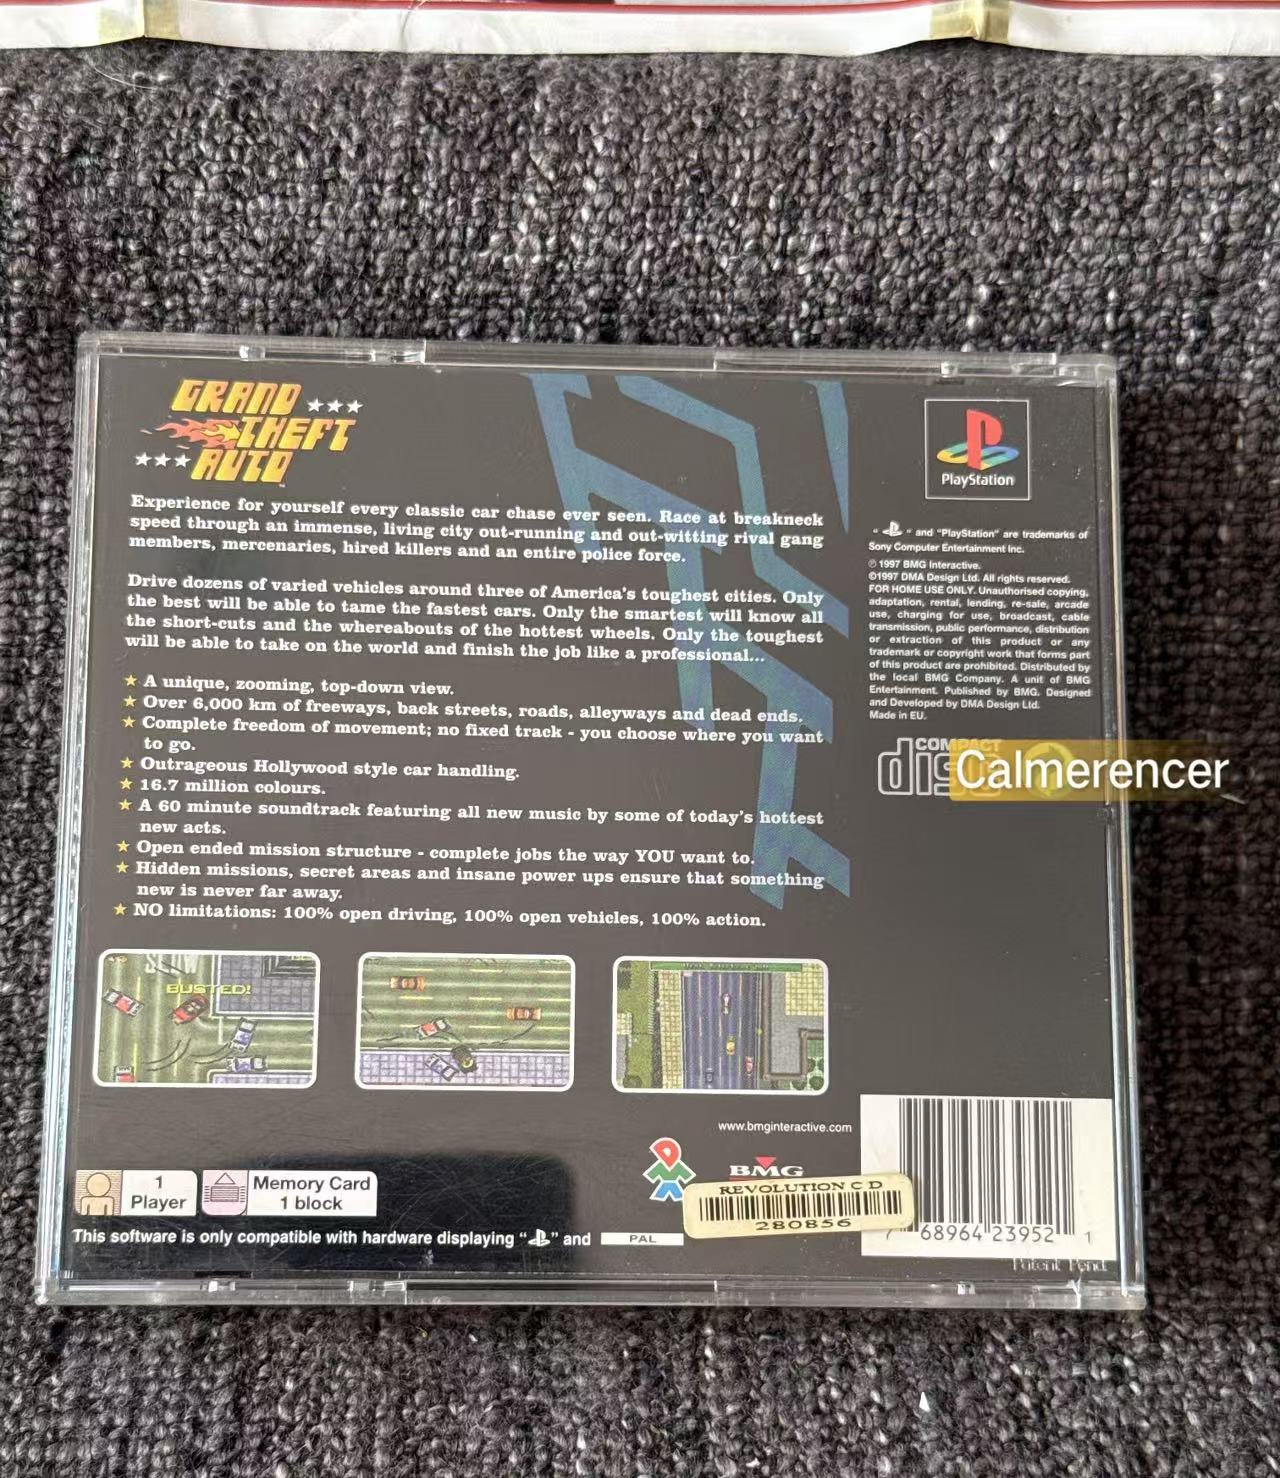 GRAND
THEFT
AUTO
Experience for yourself every classic car chase ever seen. Race at breakneck
speed through an immense, living city out-running and out-witting rival gang
members, mercenaries, hired killers and an entire police force.
Drive dozens of varied vehicles around three of America's toughest cities. Only
the best will be able to tame the fastest cars. Only the smartest will know all
the short-cuts and the whereabouts of the hottest wheels. Only the toughest
will be able to take on the world and finish the job like a professional...
★ A unique, zooming, top-down view.
★ Over 6,000 km of freeways, back streets, roads, alleyways and dead ends.
★ Complete freedom of movement; no fixed track - you choose where you want
to go.
★ Outrageous Hollywood style car handling.
★ 16.7 million colours.
★ A 60 minute soundtrack featuring all new music by some of today's hottest
new acts.
★ Open ended mission structure - complete jobs the way YOU want to.
★ Hidden missions, secret areas and insane power ups ensure that something
new is never far away.
★ NO limitations: 100% open driving, 100% open vehicles, 100% action.
BUSTED!
PlayStation
" " and "PlayStation" are trademarks of
Sony Computer Entertainment Inc.
℗ 1997 BMG Interactive.
©1997 DMA Design Ltd. All rights reserved.
FOR HOME USE ONLY. Unauthorised copying,
adaptation, rental, lending, re-sale, arcade
use, charging for use, broadcast, cable
transmission, public performance, distribution
or extraction of this product or any
trademark or copyright work that forms part
of this product are prohibited. Distributed by
the local BMG Company. A unit of BMG
Entertainment. Published by BMG. Designed
and Developed by DMA Design Ltd.
Made in EU.
COMPACT
disc
Calmerencer
www.bmginteractive.com
DMA
BMG
REVOLUTION C D
280856
7 68964 23952 1
1
Player
Memory Card
1 block
This software is only compatible with hardware displaying " " and PAL
Patent Pend